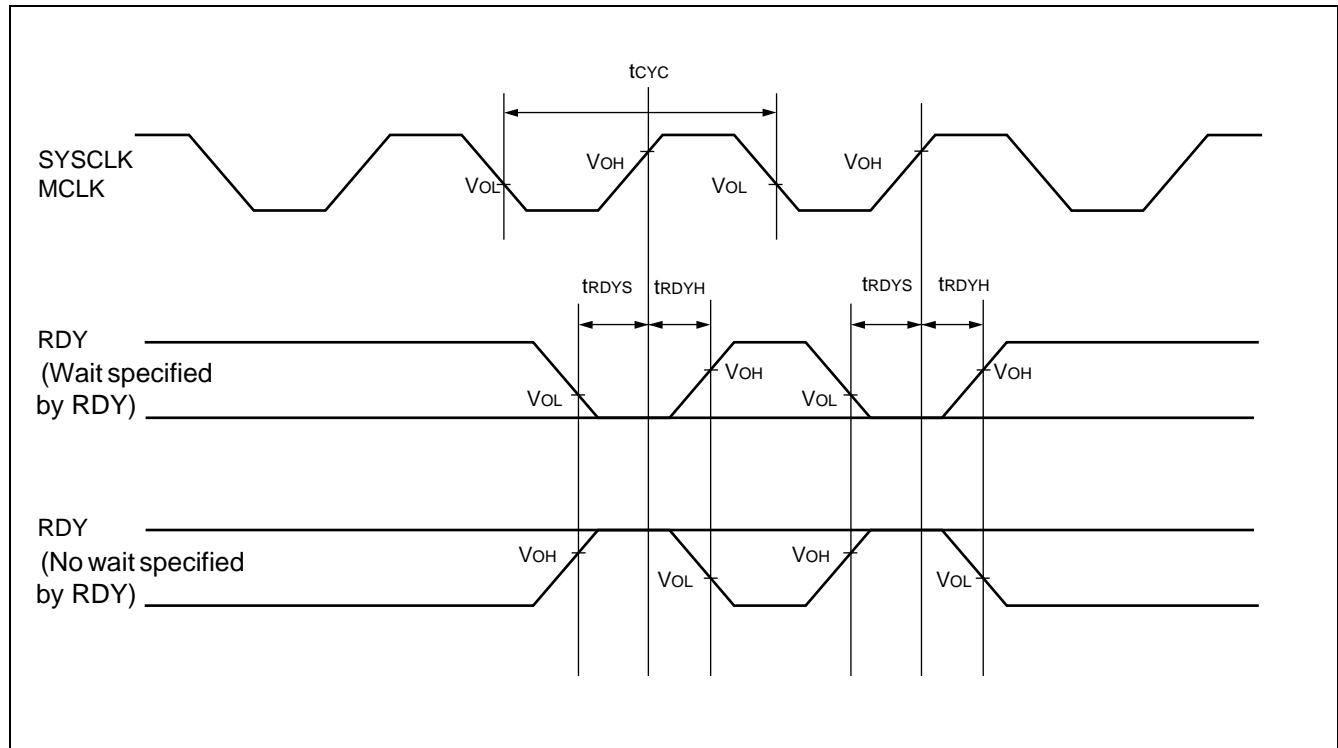 tCYC
SYSCLK
MCLK
VOL
VOH
VOL
VOH
tRDYS
tRDYH
tRDYS
tRDYH
RDY
(Wait specified
by RDY)
VOL
VOH
VOL
VOH
RDY
(No wait specified
by RDY)
VOH
VOL
VOH
VOL